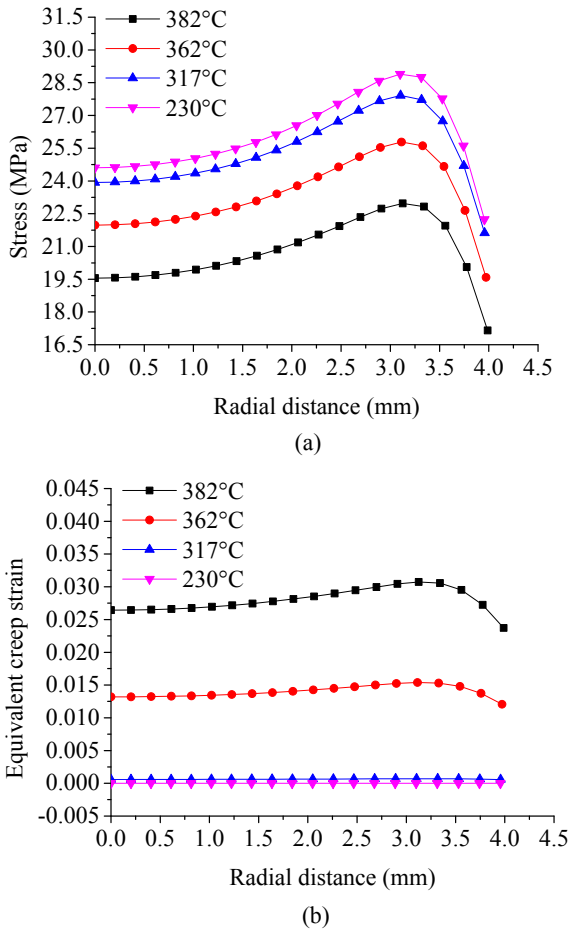 382°C
362°C
317°C
230°C
Stress (MPa)
31.5
30.0
28.5
27.0
25.5
24.0
22.5
21.0
19.5
18.0
16.5
0.0 0.5 1.0 1.5 2.0 2.5 3.0 3.5 4.0 4.5
Radial distance (mm)
(a)
382°C
362°C
317°C
230°C
Equivalent creep strain
0.045
0.040
0.035
0.030
0.025
0.020
0.015
0.010
0.005
0.000
-0.005
0.0 0.5 1.0 1.5 2.0 2.5 3.0 3.5 4.0 4.5
Radial distance (mm)
(b)